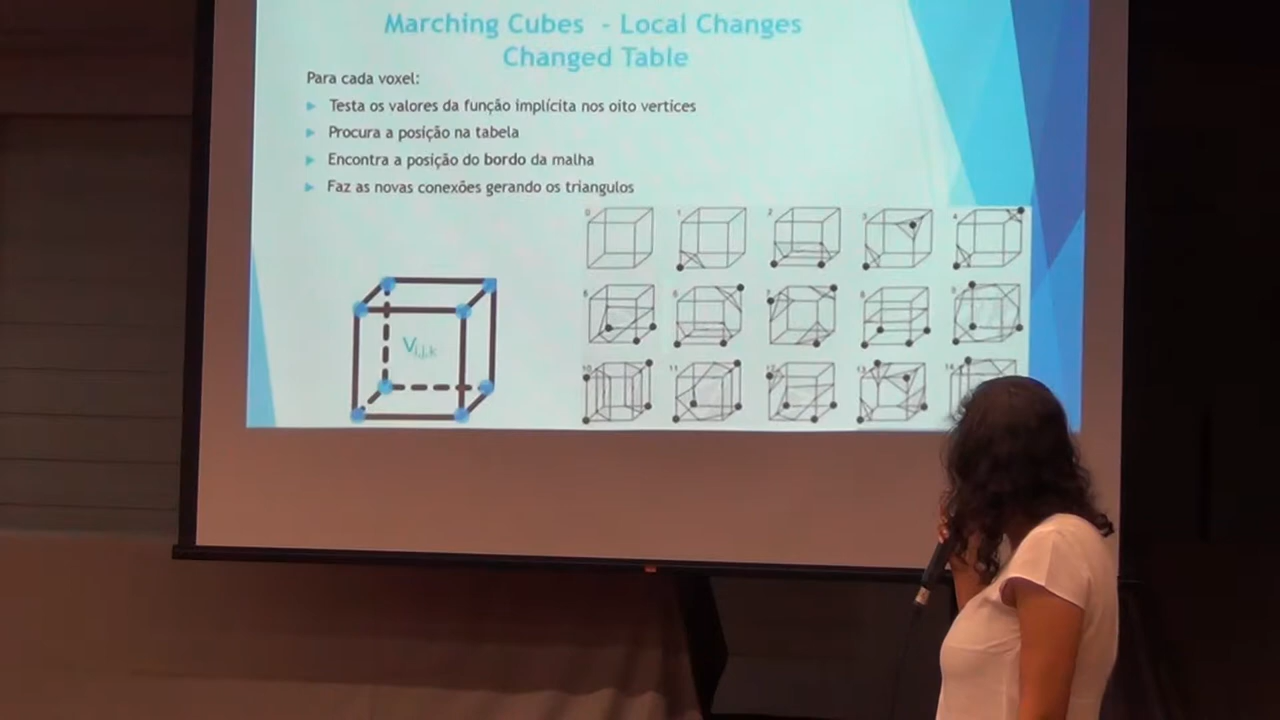 Marching Cubes - Local Changes
Changed Table
Para cada voxel:
Testa os valores da função implícita nos oito vertices
Procura a posição na tabela
Encontra a posição do bordo da malha
Faz as novas conexões gerando os triangulos
0 1 2 3 4
5 6 7 8 9
10 11 12 13 14
V i,j,k